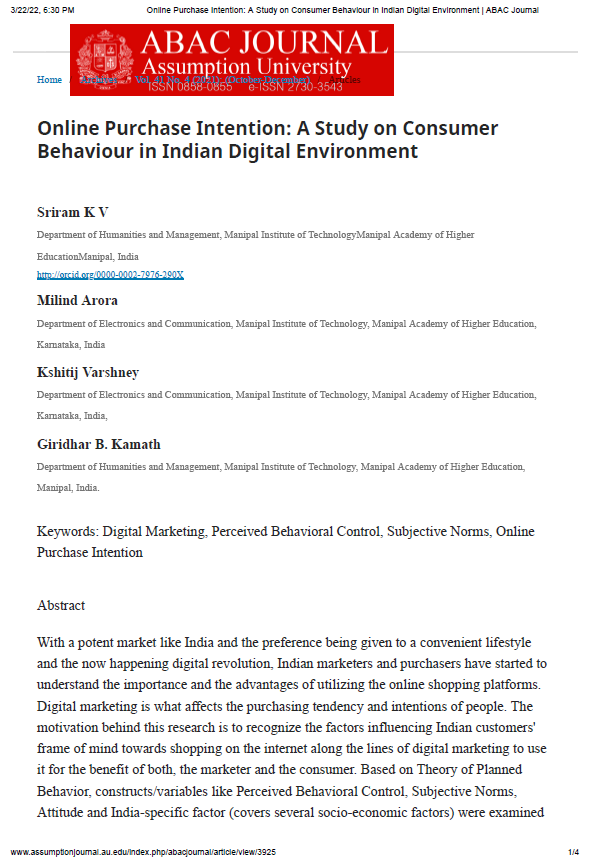 3/22/22, 6:30 PM Online Purchase Intention: A Study on Consumer Behaviour in Indian Digital Environment | ABAC Journal
ABAC JOURNAL
Assumption University
ISSN 0858-0855 e-ISSN 2730-3543
Home / Archives / Vol. 41 No. 4 (2021): (October-December) / Articles
Online Purchase Intention: A Study on Consumer
Behaviour in Indian Digital Environment
Sriram K V
Department of Humanities and Management, Manipal Institute of TechnologyManipal Academy of Higher
EducationManipal, India
http://orcid.org/0000-0002-7976-290X
Milind Arora
Department of Electronics and Communication, Manipal Institute of Technology, Manipal Academy of Higher Education,
Karnataka, India
Kshitij Varshney
Department of Electronics and Communication, Manipal Institute of Technology, Manipal Academy of Higher Education,
Karnataka, India,
Giridhar B. Kamath
Department of Humanities and Management, Manipal Institute of Technology, Manipal Academy of Higher Education,
Manipal, India.
Keywords: Digital Marketing, Perceived Behavioral Control, Subjective Norms, Online
Purchase Intention
Abstract
With a potent market like India and the preference being given to a convenient lifestyle
and the now happening digital revolution, Indian marketers and purchasers have started to
understand the importance and the advantages of utilizing the online shopping platforms.
Digital marketing is what affects the purchasing tendency and intentions of people. The
motivation behind this research is to recognize the factors influencing Indian customers'
frame of mind towards shopping on the internet along the lines of digital marketing to use
it for the benefit of both, the marketer and the consumer. Based on Theory of Planned
Behavior, constructs/variables like Perceived Behavioral Control, Subjective Norms,
Attitude and India-specific factor (covers several socio-economic factors) were examined
www.assumptionjournal.au.edu/index.php/abacjournal/article/view/3925 1/4